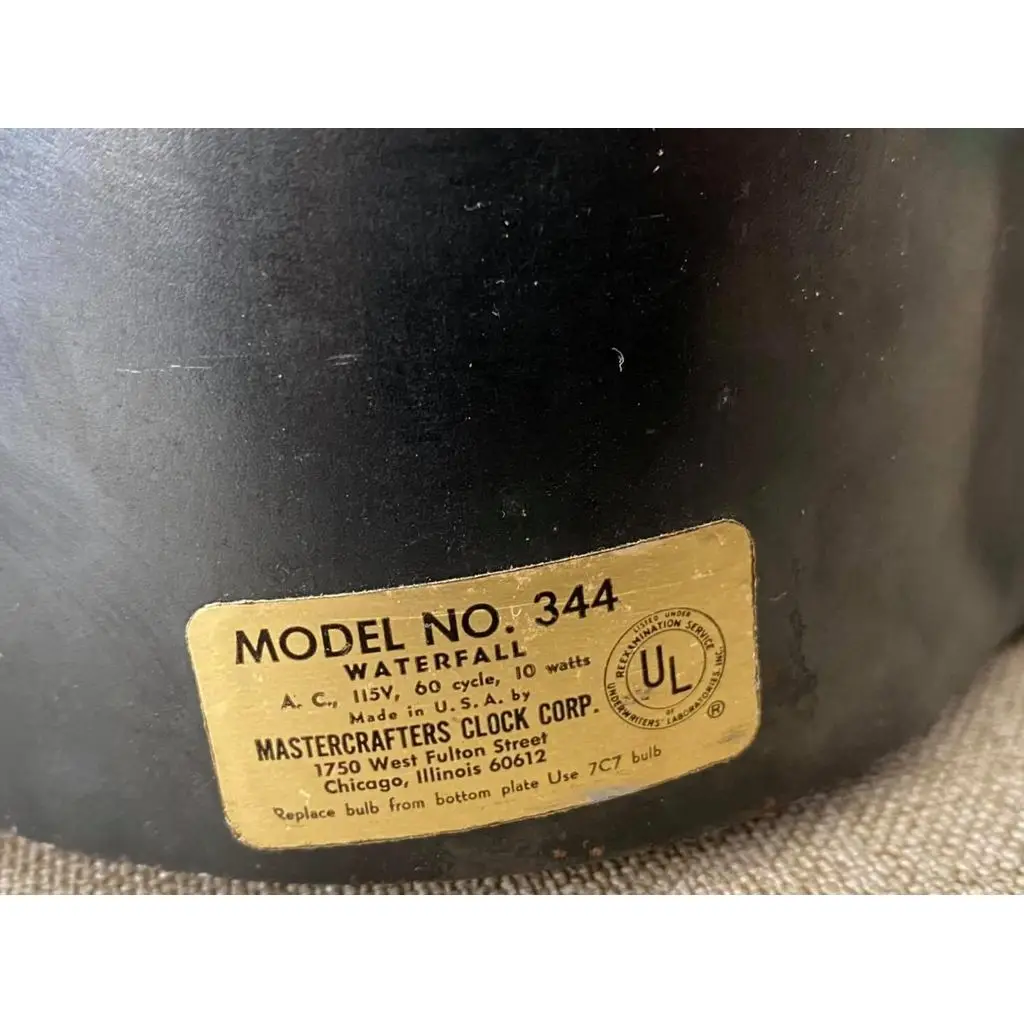 MODEL NO. 344
WATERFALL
A. C., 115V, 60 cycle, 10 watts
Made in U. S. A. by
MASTERCRAFTERS CLOCK CORP.
1750 West Fulton Street
Chicago, Illinois 60612
Replace bulb from bottom plate Use 7C7 bulb
LISTED UNDER
REEXAMINATION SERVICE
UL
OF
UNDERWRITERS' LABORATORIES, INC.
®